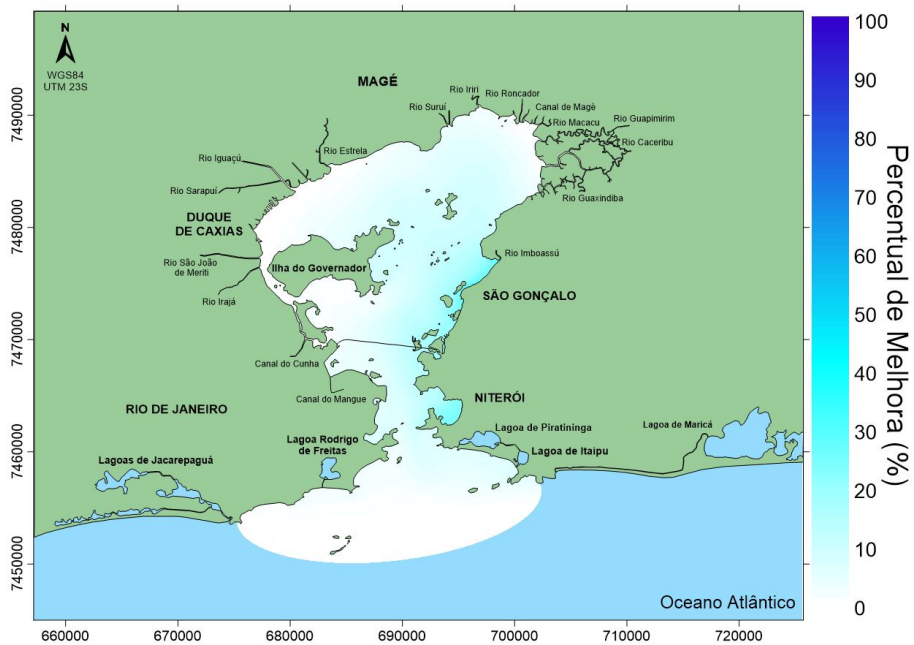 N
WGS84
UTM 23S
MAGÉ
Rio Iriri
Rio Roncador
Rio Suruí
Canal de Magé
Rio Macacu
Rio Guapimirim
Rio Caceribu
Rio Estrela
Rio Iguaçú
Rio Sarapuí
Rio Guaxindiba
DUQUE
DE CAXIAS
Rio São João
de Meriti
Ilha do Governador
Rio Imboassú
Rio Irajá
SÃO GONÇALO
Canal do Cunha
Canal do Mangue
RIO DE JANEIRO
NITERÓI
Lagoa de Piratininga
Lagoa de Maricá
Lagoa Rodrigo
de Freitas
Lagoa de Itaipu
Lagoas de Jacarepaguá
Oceano Atlântico
7490000
7480000
7470000
7460000
7450000
660000
670000
680000
690000
700000
710000
720000
100
90
80
70
60
50
40
30
20
10
0
Percentual de Melhora (%)